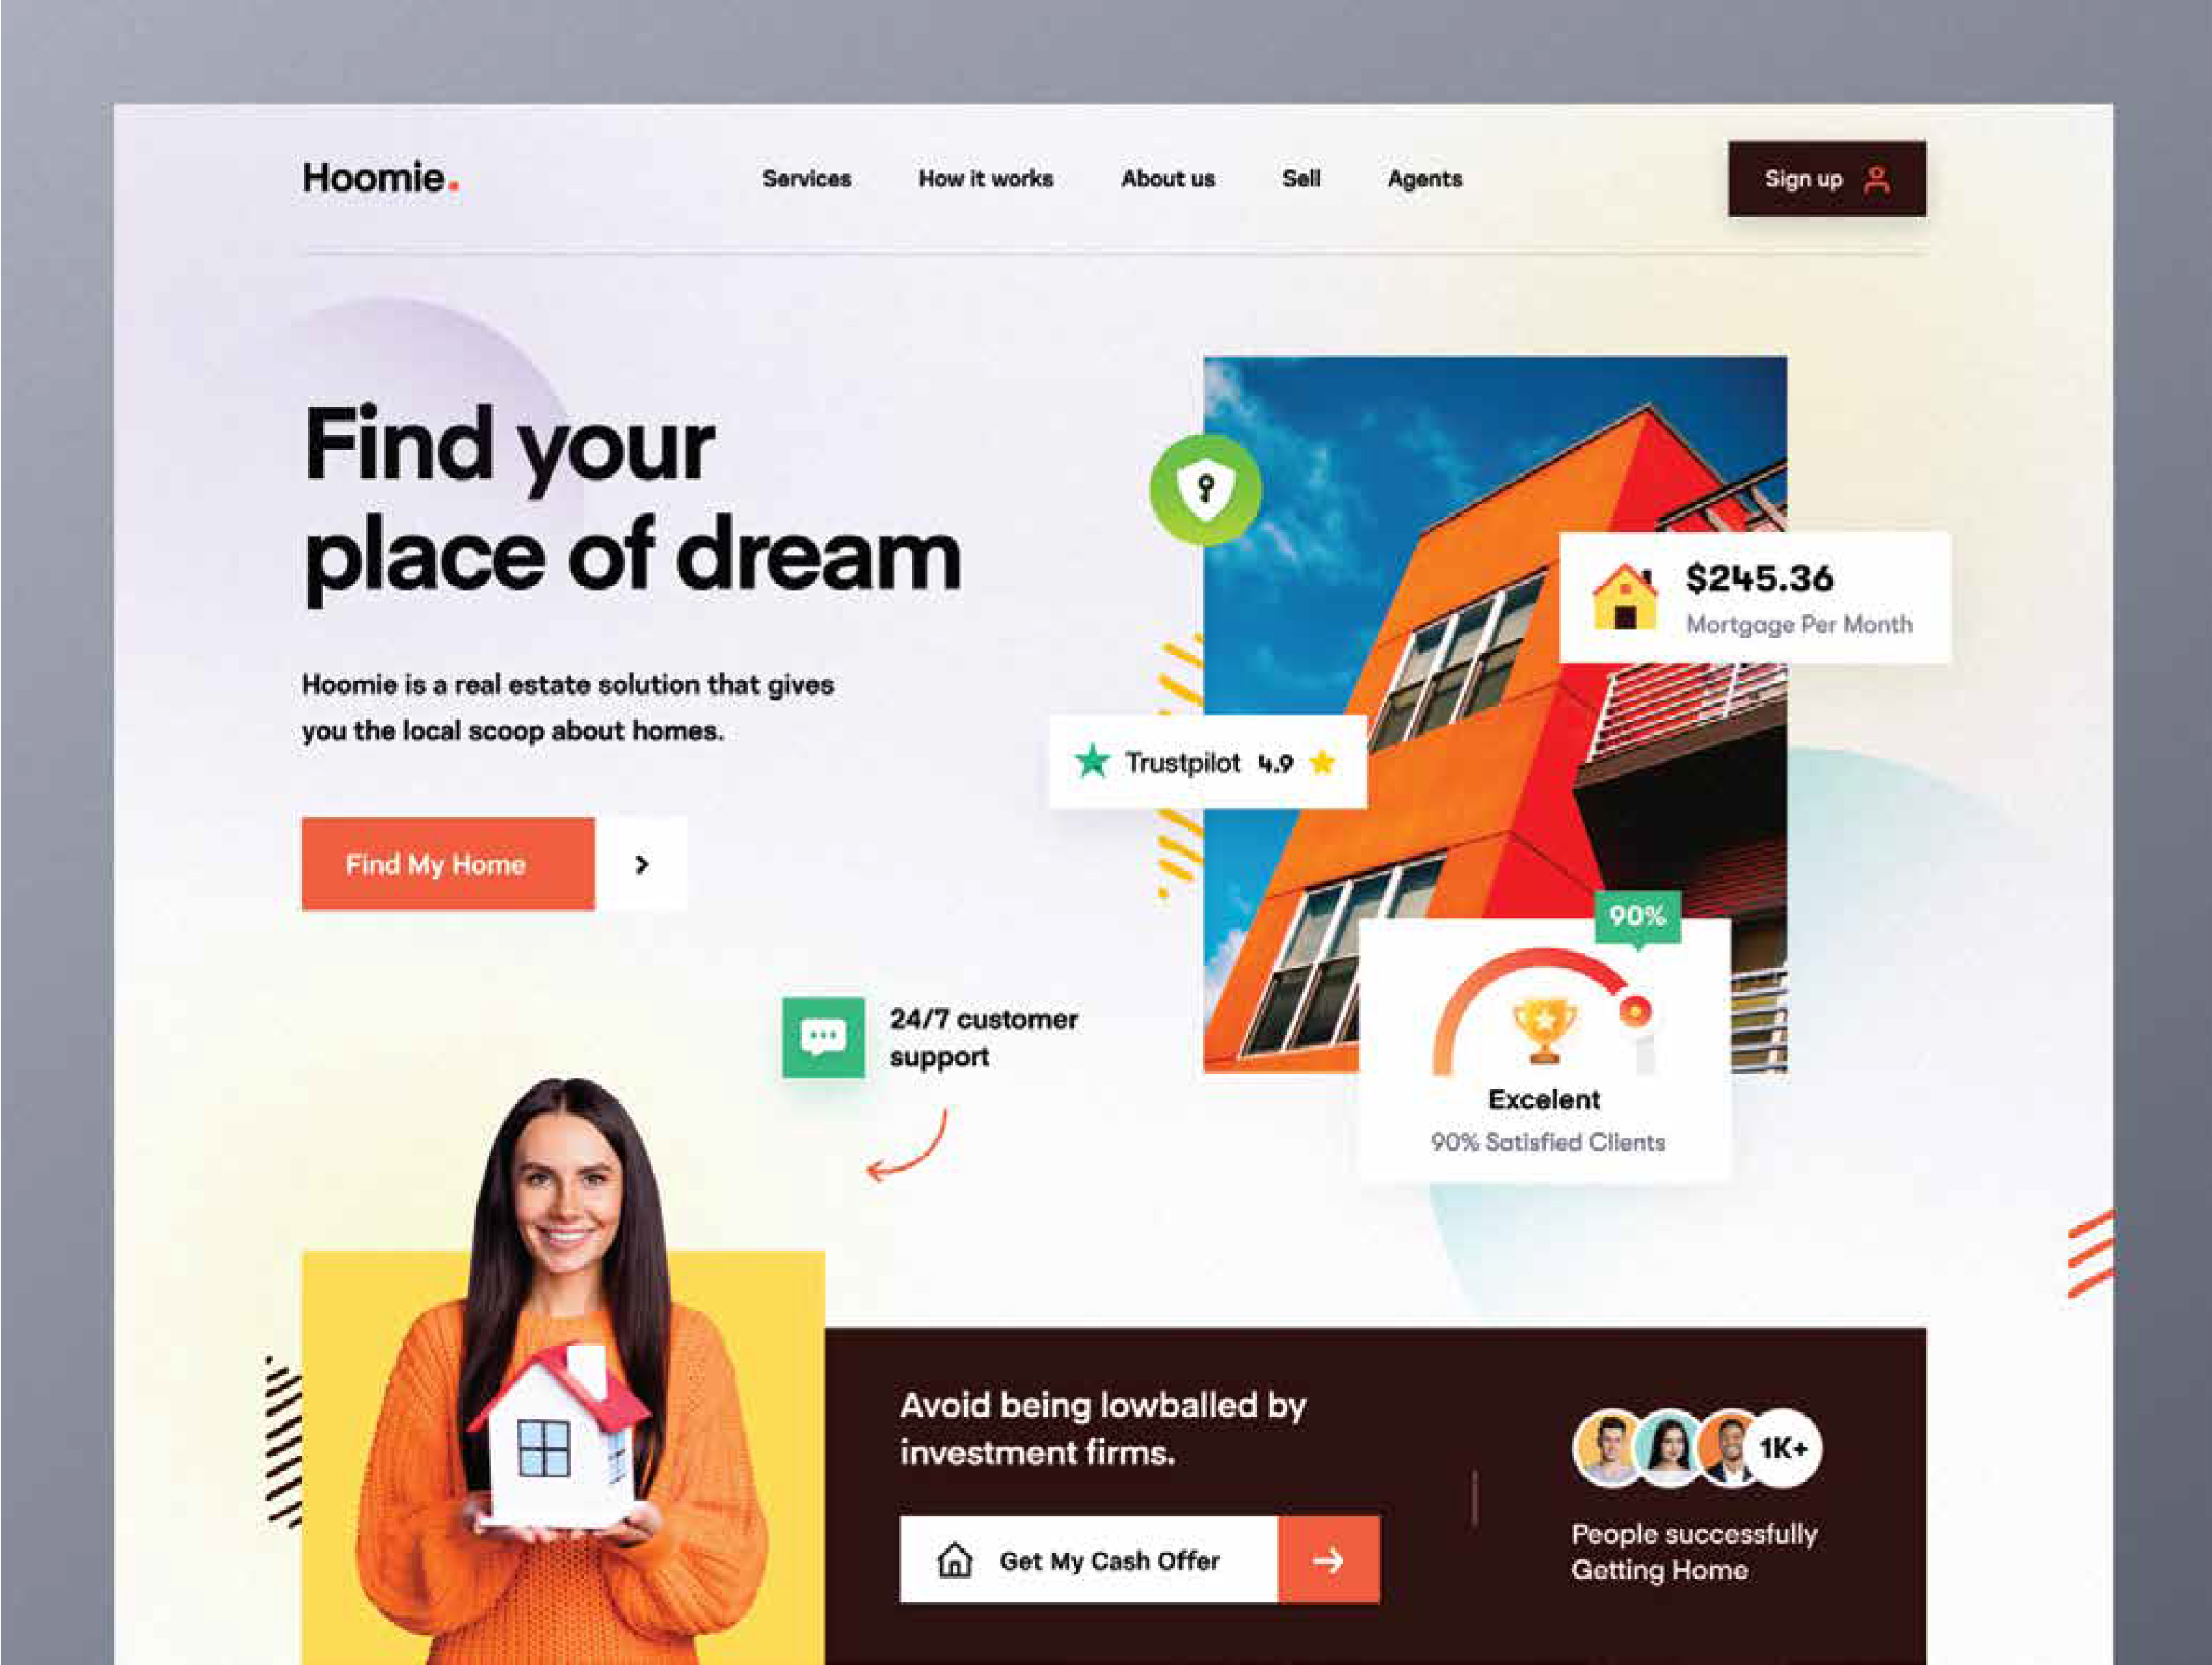 Hoomie.
Services
How it works
About us
Sell
Agents
Sign up
Find your
place of dream
Hoomie is a real estate solution that gives
you the local scoop about homes.
Find My Home
$245.36
Mortgage Per Month
Trustpilot 4.9
90%
Excelent
90% Satisfied Clients
24/7 customer
support
Avoid being lowballed by
investment firms.
Get My Cash Offer
1K+
People successfully
Getting Home